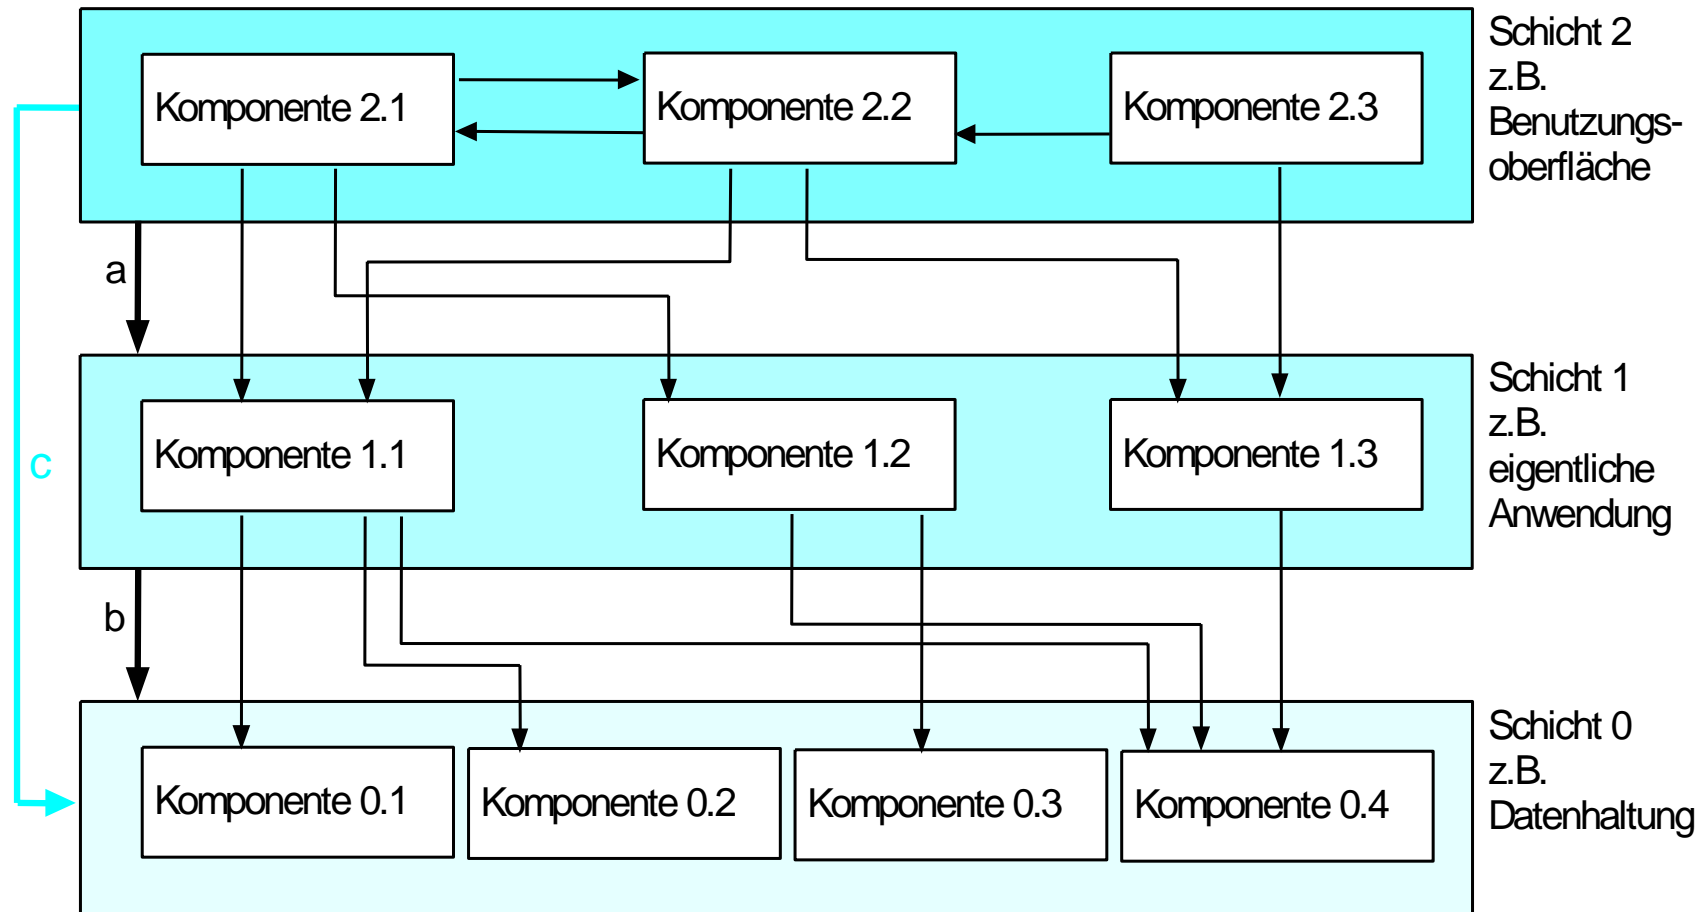 Schicht 2
z.B.
Benutzungs-
oberfläche
Komponente 2.1
Komponente 2.2
Komponente 2.3
a
Schicht 1
z.B.
eigentliche
Anwendung
Komponente 1.1
Komponente 1.2
Komponente 1.3
c
b
Schicht 0
z.B.
Datenhaltung
Komponente 0.1
Komponente 0.2
Komponente 0.3
Komponente 0.4